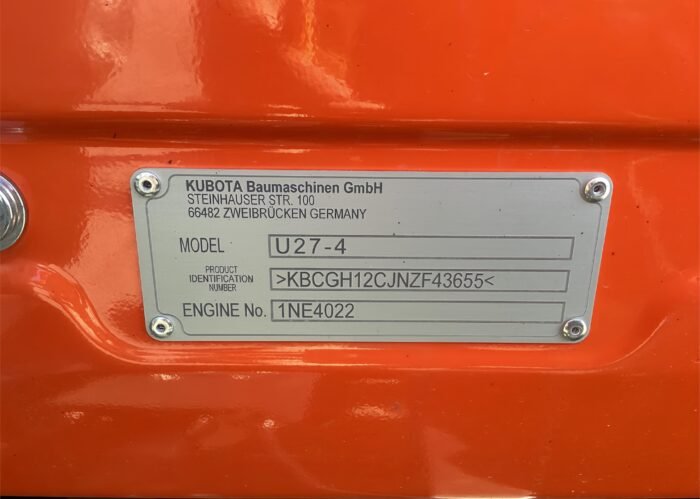 KUBOTA Baumaschinen GmbH
STEINHAUSER STR. 100
66482 ZWEIBRÜCKEN GERMANY
MODEL U27-4
PRODUCT IDENTIFICATION NUMBER >KBCGH12CJNZF43655<
ENGINE No. 1NE4022